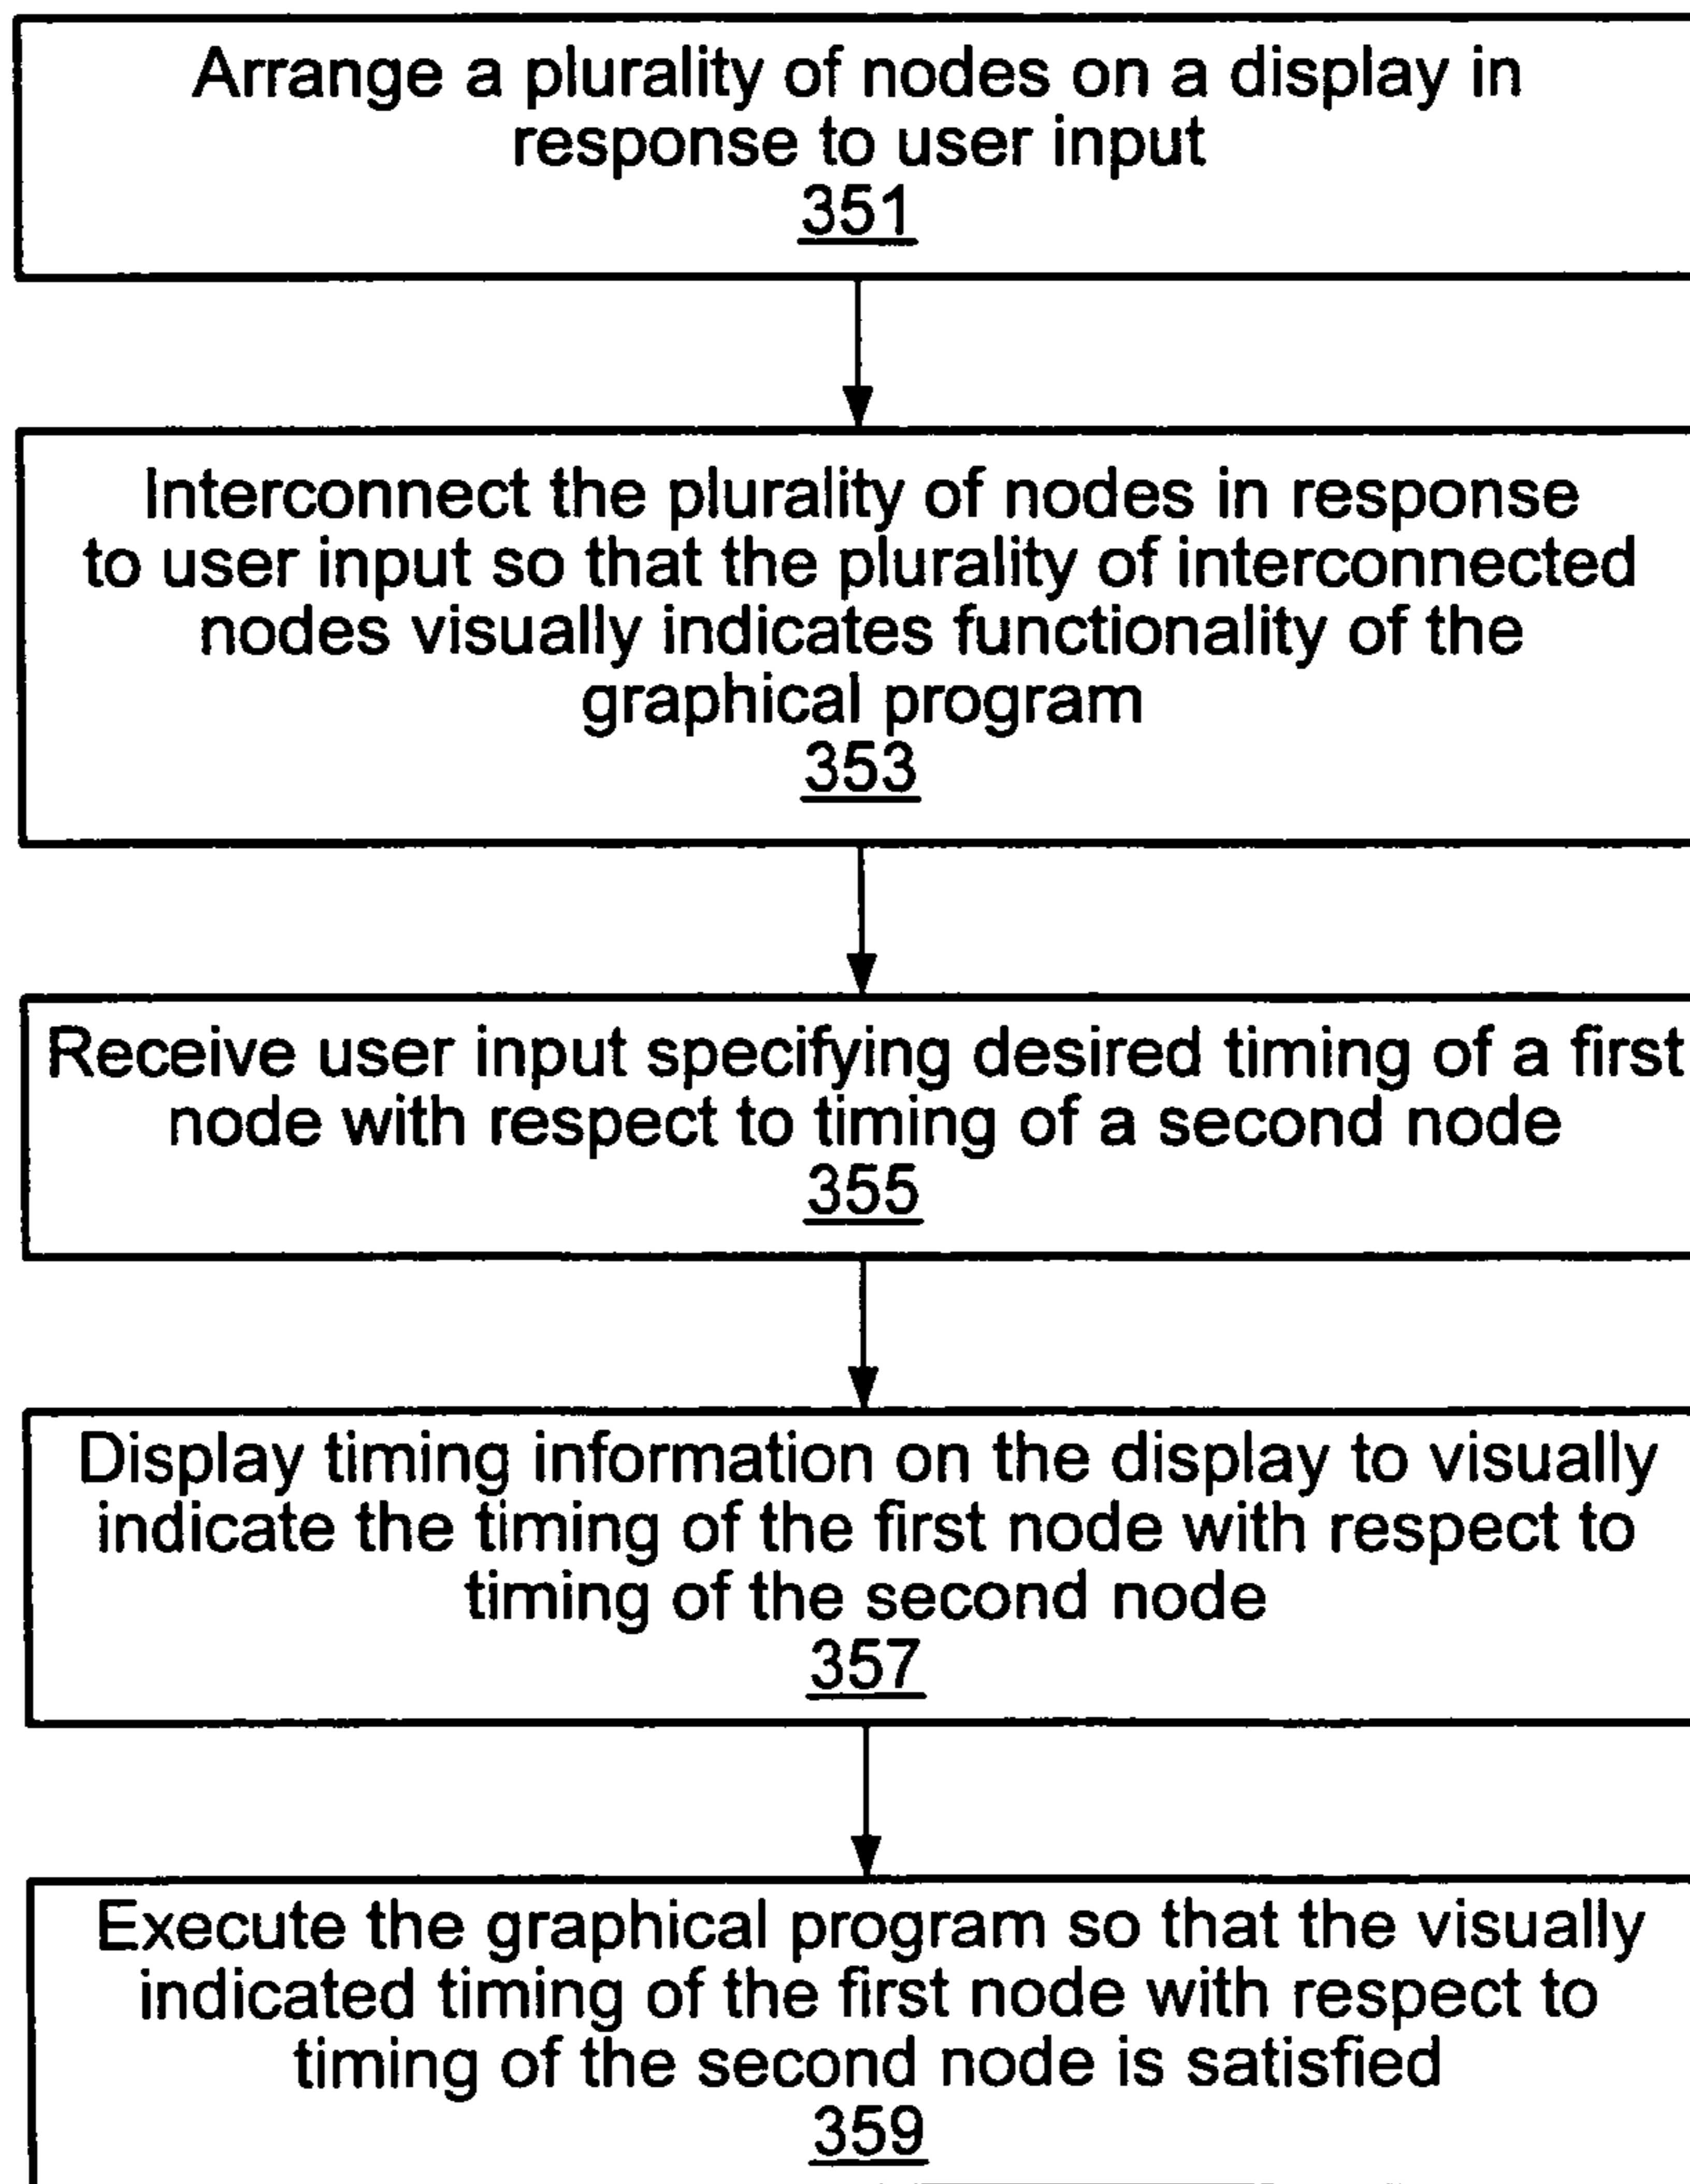 Arrange a plurality of nodes on a display in
response to user input
351
Interconnect the plurality of nodes in response
to user input so that the plurality of interconnected
nodes visually indicates functionality of the
graphical program
353
Receive user input specifying desired timing of a first
node with respect to timing of a second node
355
Display timing information on the display to visually
indicate the timing of the first node with respect to
timing of the second node
357
Execute the graphical program so that the visually
indicated timing of the first node with respect to
timing of the second node is satisfied
359